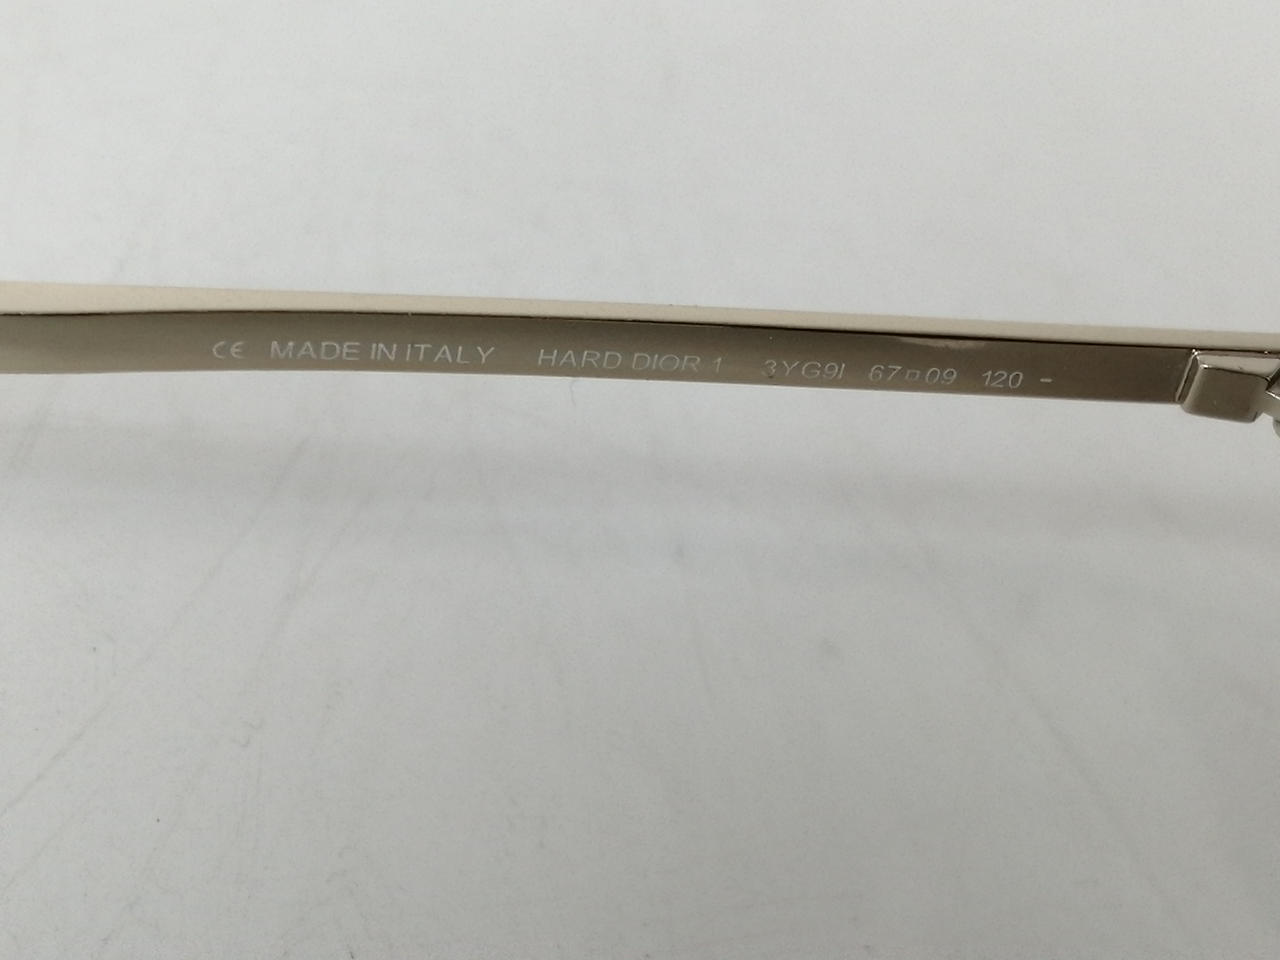 CE MADE IN ITALY HARD DIOR 1 3YG9I 67□09 120 -